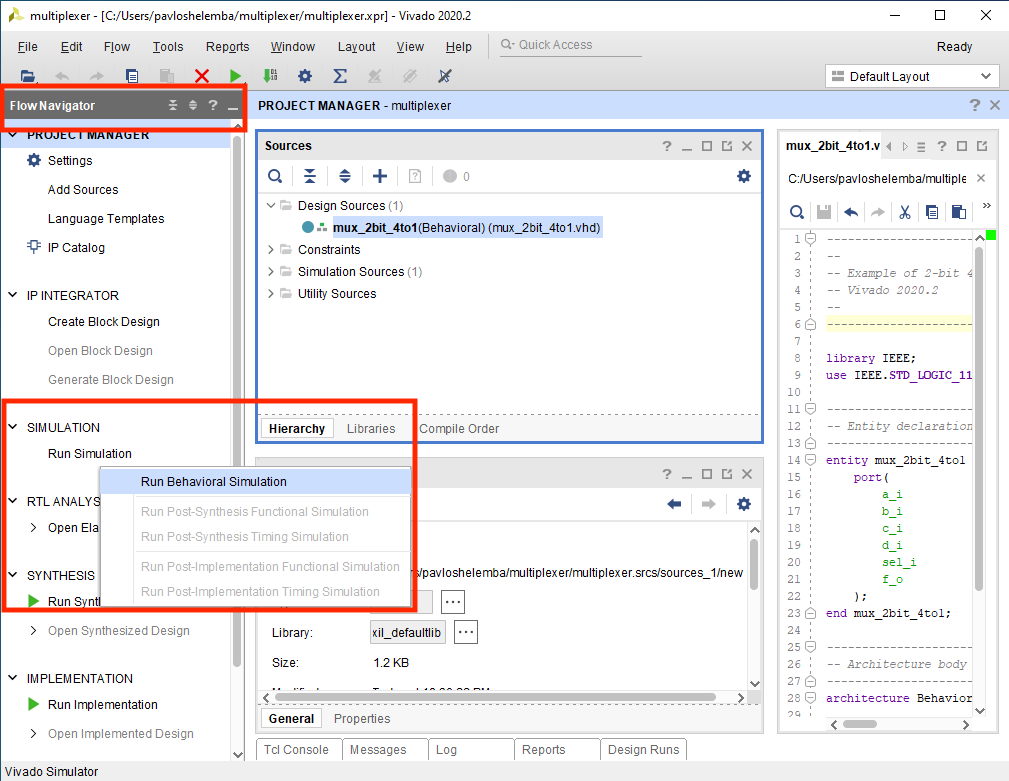 multiplexer - [C:/Users/pavloshelemba/multiplexer/multiplexer.xpr] - Vivado 2020.2
File Edit Flow Tools Reports Window Layout View Help Quick Access Ready
Default Layout
Flow Navigator
PROJECT MANAGER
Settings
Add Sources
Language Templates
IP Catalog
IP INTEGRATOR
Create Block Design
Open Block Design
Generate Block Design
SIMULATION
Run Simulation
Run Behavioral Simulation
Run Post-Synthesis Functional Simulation
Run Post-Synthesis Timing Simulation
Run Post-Implementation Functional Simulation
Run Post-Implementation Timing Simulation
RTL ANALYS
Open Ela
SYNTHESIS
Run Synt
Open Synthesized Design
IMPLEMENTATION
Run Implementation
Open Implemented Design
PROJECT MANAGER - multiplexer
Sources
0
Design Sources (1)
mux_2bit_4to1(Behavioral) (mux_2bit_4to1.vhd)
Constraints
Simulation Sources (1)
Utility Sources
Hierarchy Libraries Compile Order
s/pavloshelemba/multiplexer/multiplexer.srcs/sources_1/new
Library: xil_defaultlib
Size: 1.2 KB
General Properties
Tcl Console Messages Log Reports Design Runs
mux_2bit_4to1.v
C:/Users/pavloshelemba/multiple
1 --------------------
2 --
3 -- Example of 2-bit 4
4 -- Vivado 2020.2
5 --
6 --------------------
7
8 library IEEE;
9 use IEEE.STD_LOGIC_11
10
11 --------------------
12 -- Entity declaration
13 --------------------
14 entity mux_2bit_4to1
15 port(
16 a_i
17 b_i
18 c_i
19 d_i
20 sel_i
21 f_o
22 );
23 end mux_2bit_4to1;
24
25 --------------------
26 -- Architecture body
27 --------------------
28 architecture Behavior
29
Vivado Simulator